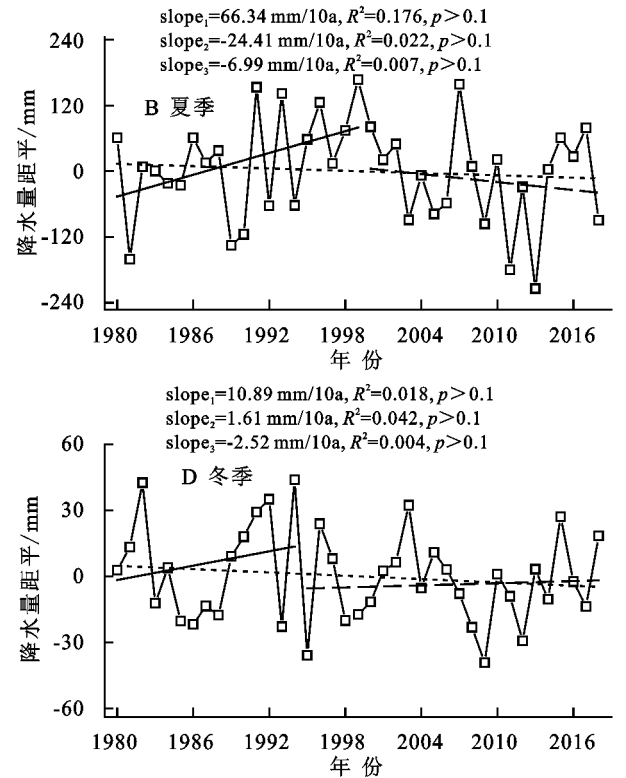 slope₁=66.34 mm/10a, R²=0.176, p＞0.1
slope₂=-24.41 mm/10a, R²=0.022, p＞0.1
slope₃=-6.99 mm/10a, R²=0.007, p＞0.1
240
B 夏季
120
0
-120
-240
降水量距平/mm
1980 1986 1992 1998 2004 2010 2016
年 份
slope₁=10.89 mm/10a, R²=0.018, p＞0.1
slope₂=1.61 mm/10a, R²=0.042, p＞0.1
slope₃=-2.52 mm/10a, R²=0.004, p＞0.1
60
D 冬季
30
0
-30
-60
降水量距平/mm
1980 1986 1992 1998 2004 2010 2016
年 份